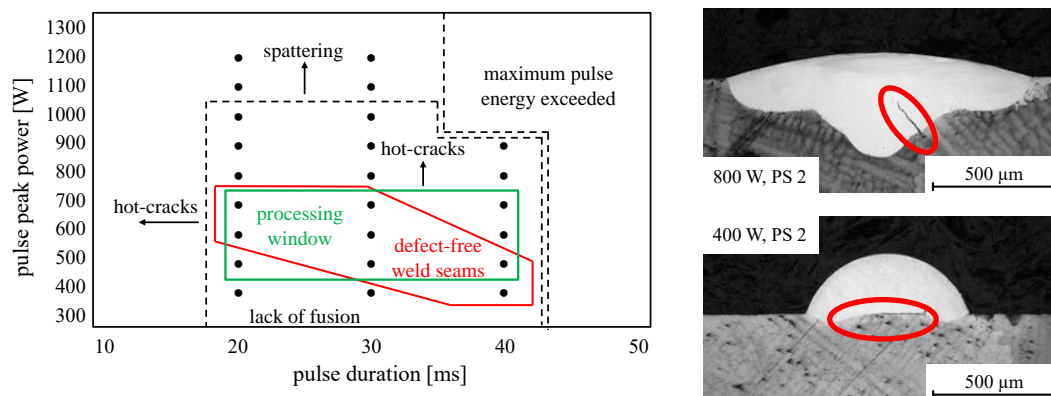 1300
1200
1100
1000
900
800
700
600
500
400
300
pulse peak power [W]
10
20
30
40
50
pulse duration [ms]
spattering
maximum pulse
energy exceeded
hot-cracks
hot-cracks
processing
window
defect-free
weld seams
lack of fusion
800 W, PS 2
500 μm
400 W, PS 2
500 μm